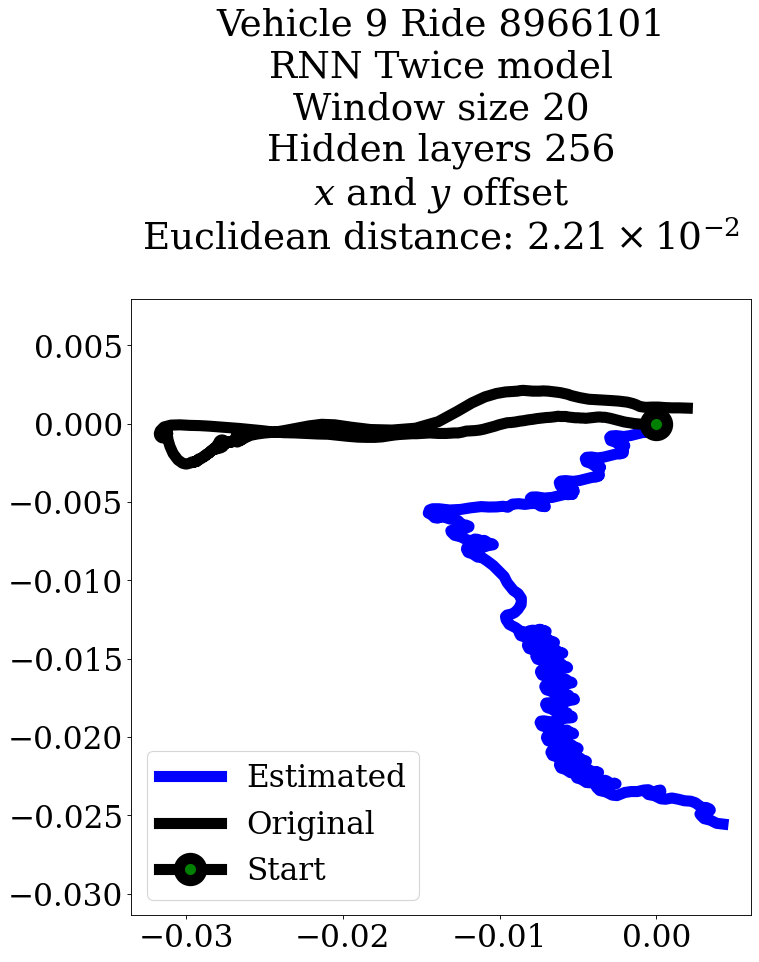 Vehicle 9 Ride 8966101
RNN Twice model
Window size 20
Hidden layers 256
x and y offset
Euclidean distance: 2.21 × 10⁻²
0.005
0.000
−0.005
−0.010
−0.015
−0.020
−0.025
−0.030
Estimated
Original
Start
−0.03 −0.02 −0.01 0.00